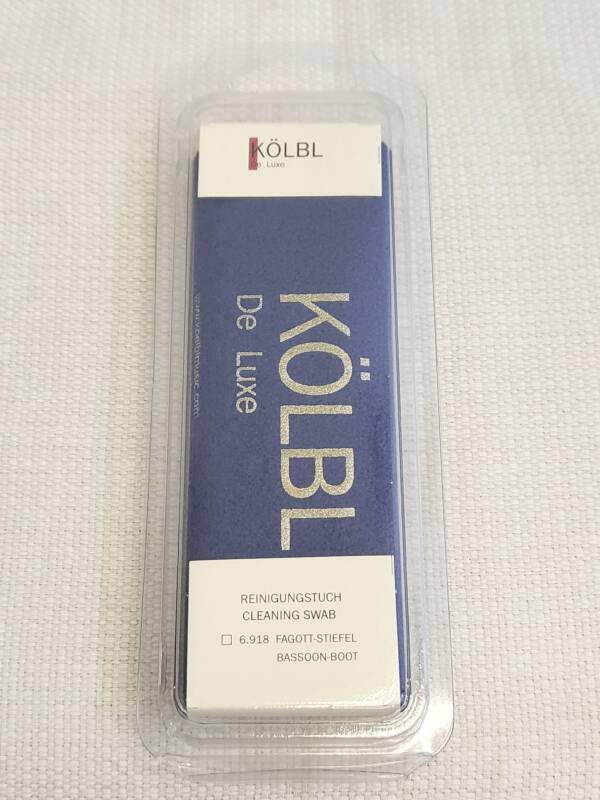 KÖLBL
De Luxe
KÖLBL
De Luxe
www.koelblmusic.com
REINIGUNGSTUCH
CLEANING SWAB
☐ 6.918 FAGOTT-STIEFEL
BASSOON-BOOT